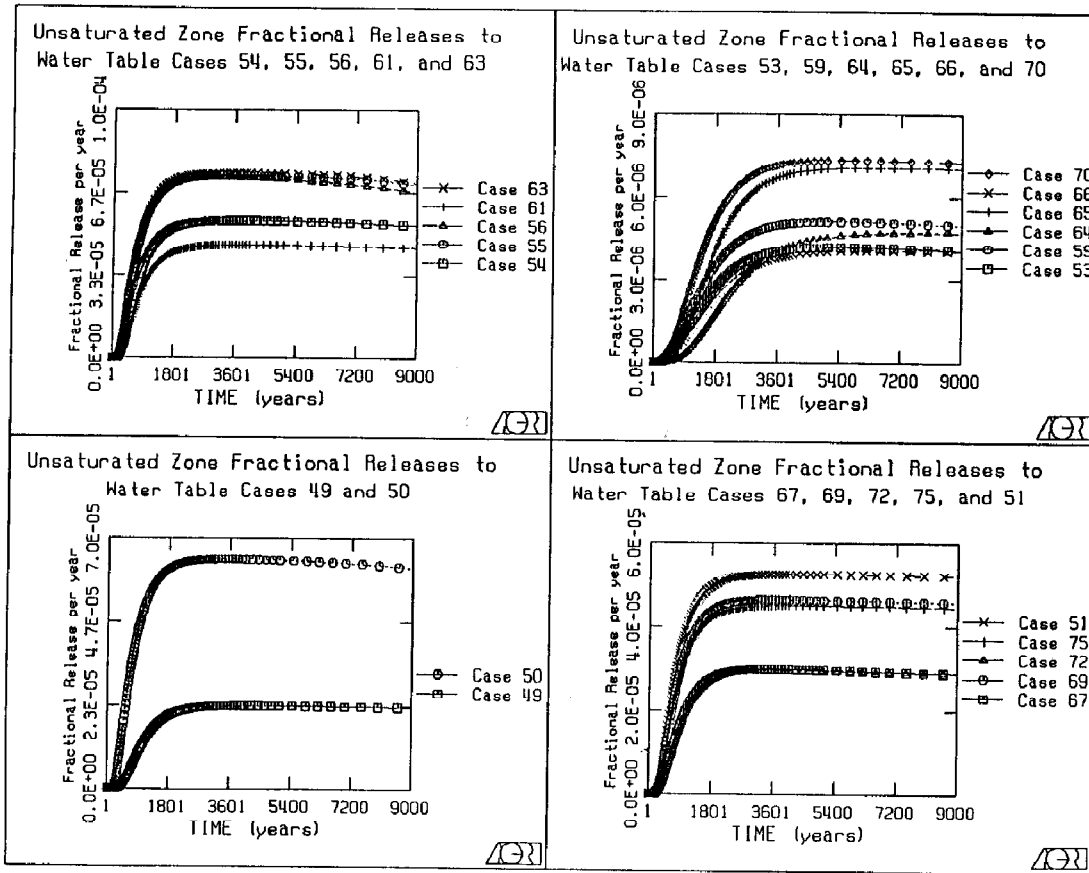 Unsaturated Zone Fractional Releases to
Water Table Cases 54, 55, 56, 61, and 63
Fractional Release per year
0.0E+00 3.3E-05 6.7E-05 1.0E-04
1 1801 3601 5400 7200 9000
TIME (years)
Case 63
Case 61
Case 56
Case 55
Case 54
Unsaturated Zone Fractional Releases to
Water Table Cases 53, 59, 64, 65, 66, and 70
Fractional Release per year
0.0E+00 3.0E-06 6.0E-06 9.0E-06
1 1801 3601 5400 7200 9000
TIME (years)
Case 70
Case 66
Case 65
Case 64
Case 59
Case 53
Unsaturated Zone Fractional Releases to
Water Table Cases 49 and 50
Fractional Release per year
0.0E+00 2.3E-05 4.7E-05 7.0E-05
1 1801 3601 5400 7200 9000
TIME (years)
Case 50
Case 49
Unsaturated Zone Fractional Releases to
Water Table Cases 67, 69, 72, 75, and 51
Fractional Release per year
0.0E+00 2.0E-05 4.0E-05 6.0E-05
1 1801 3601 5400 7200 9000
TIME (years)
Case 51
Case 75
Case 72
Case 69
Case 67